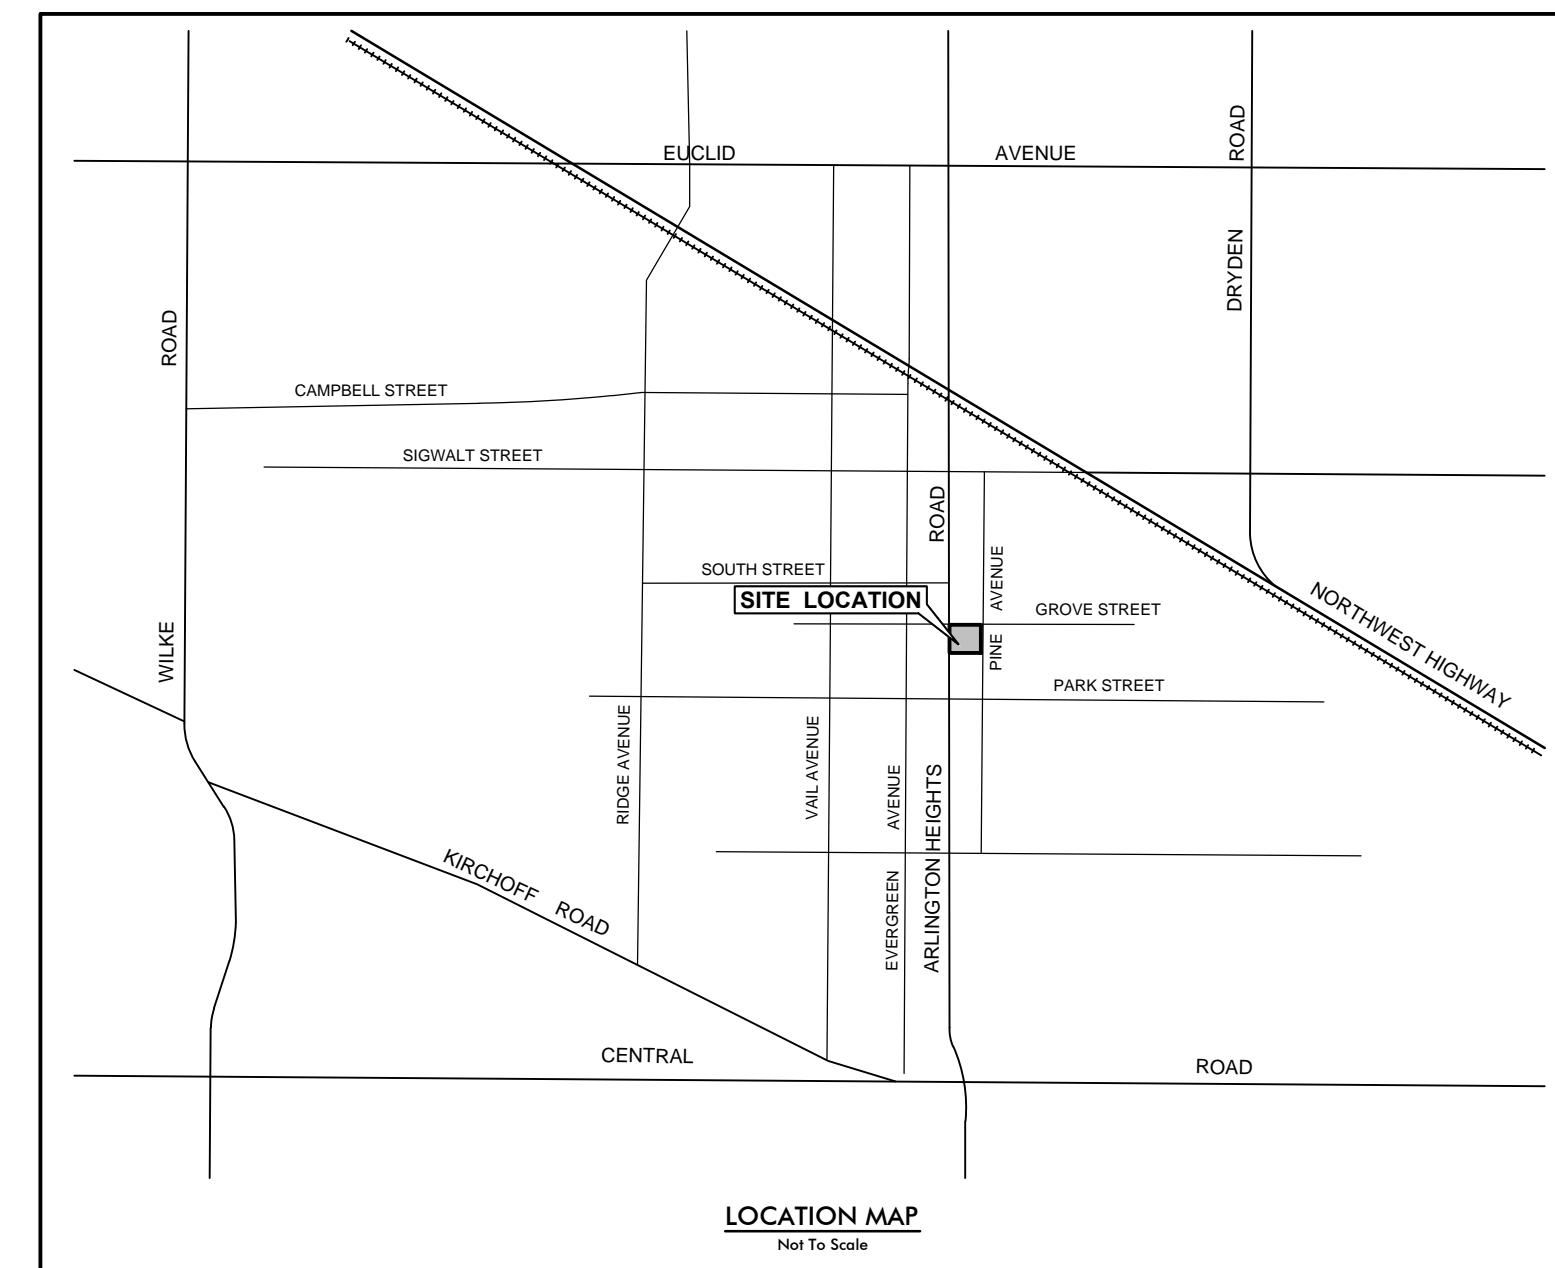 EUCLID AVENUE
ROAD
DRYDEN
ROAD
CAMPBELL STREET
SIGWALT STREET
ROAD
AVENUE
SOUTH STREET
SITE LOCATION
GROVE STREET
NORTHWEST HIGHWAY
WILKE
PINE
PARK STREET
RIDGE AVENUE
VAIL AVENUE
AVENUE
ARLINGTON HEIGHTS
EVERGREEN
KIRCHOFF ROAD
CENTRAL ROAD
LOCATION MAP
Not To Scale